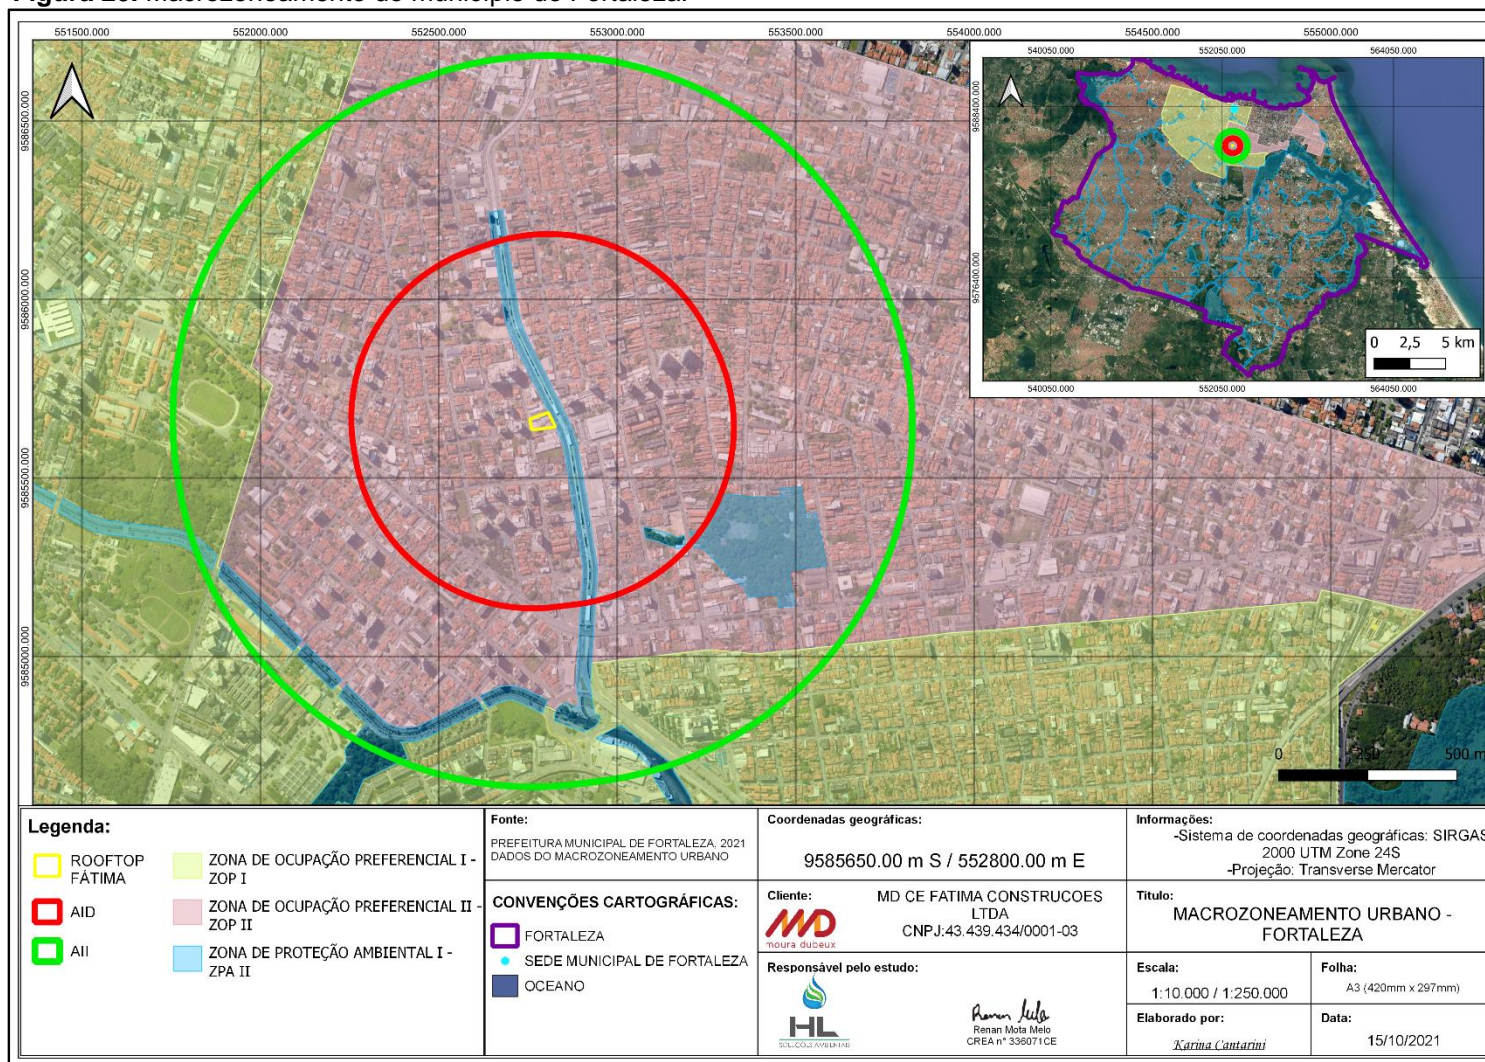 Figura 20. Macrozoneamento do município de Fortaleza.
551500.000 552000.000 552500.000 553000.000 553500.000 554000.000 554500.000 555000.000
540050.000 552050.000 564050.000
9588400.000
9576400.000
0 2,5 5 km
540050.000 552050.000 564050.000
9586500.000
9586000.000
9585500.000
9585000.000
0 250 500 m
Legenda:
ROOFTOP
FÁTIMA
AID
AII
ZONA DE OCUPAÇÃO PREFERENCIAL I -
ZOP I
ZONA DE OCUPAÇÃO PREFERENCIAL II -
ZOP II
ZONA DE PROTEÇÃO AMBIENTAL I -
ZPA II
Fonte:
PREFEITURA MUNICIPAL DE FORTALEZA, 2021
DADOS DO MACROZONEAMENTO URBANO
CONVENÇÕES CARTOGRÁFICAS:
FORTALEZA
SEDE MUNICIPAL DE FORTALEZA
OCEANO
Coordenadas geográficas:
9585650.00 m S / 552800.00 m E
Cliente:
MD CE FATIMA CONSTRUCOES
LTDA
CNPJ:43.439.434/0001-03
MD
moura dubeux
Responsável pelo estudo:
HL
SOLUÇÕES AMBIENTAIS
Renan Mota Melo
CREA n° 336071CE
Informações:
-Sistema de coordenadas geográficas: SIRGAS
2000 UTM Zone 24S
-Projeção: Transverse Mercator
Titulo:
MACROZONEAMENTO URBANO -
FORTALEZA
Escala:
1:10.000 / 1:250.000
Folha:
A3 (420mm x 297mm)
Elaborado por:
Karina Cantarini
Data:
15/10/2021